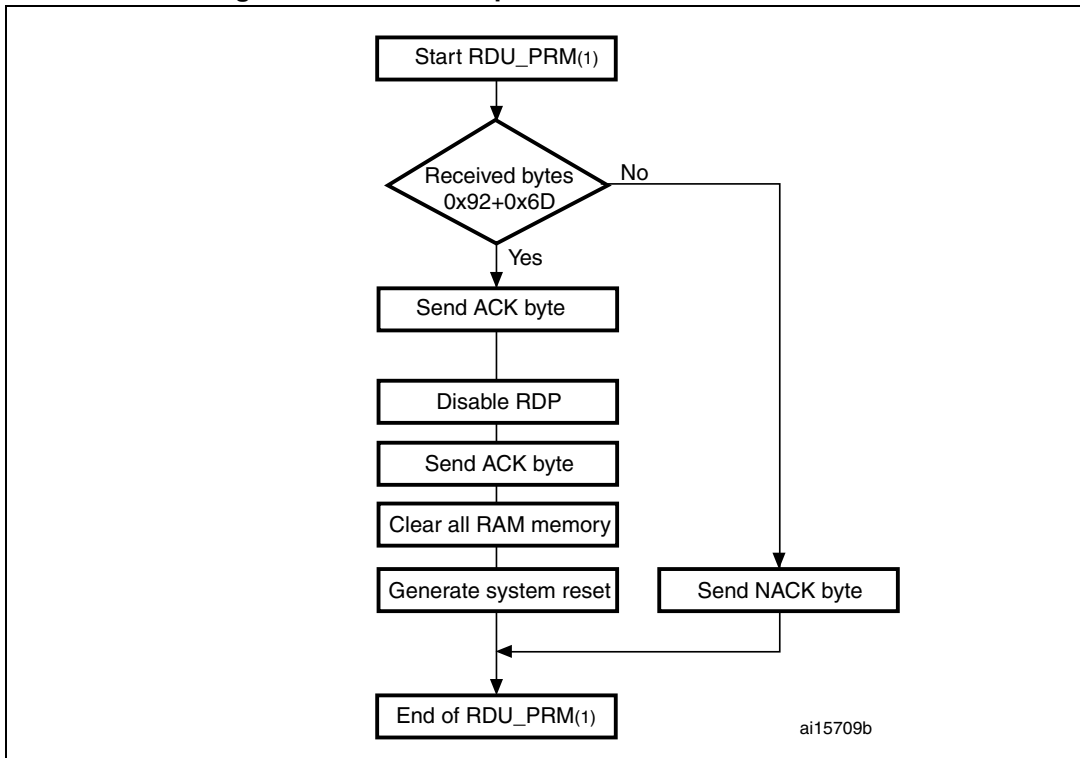 Start RDU_PRM(1)
Received bytes
0x92+0x6D
No
Yes
Send ACK byte
Disable RDP
Send ACK byte
Clear all RAM memory
Generate system reset
Send NACK byte
End of RDU_PRM(1)
ai15709b